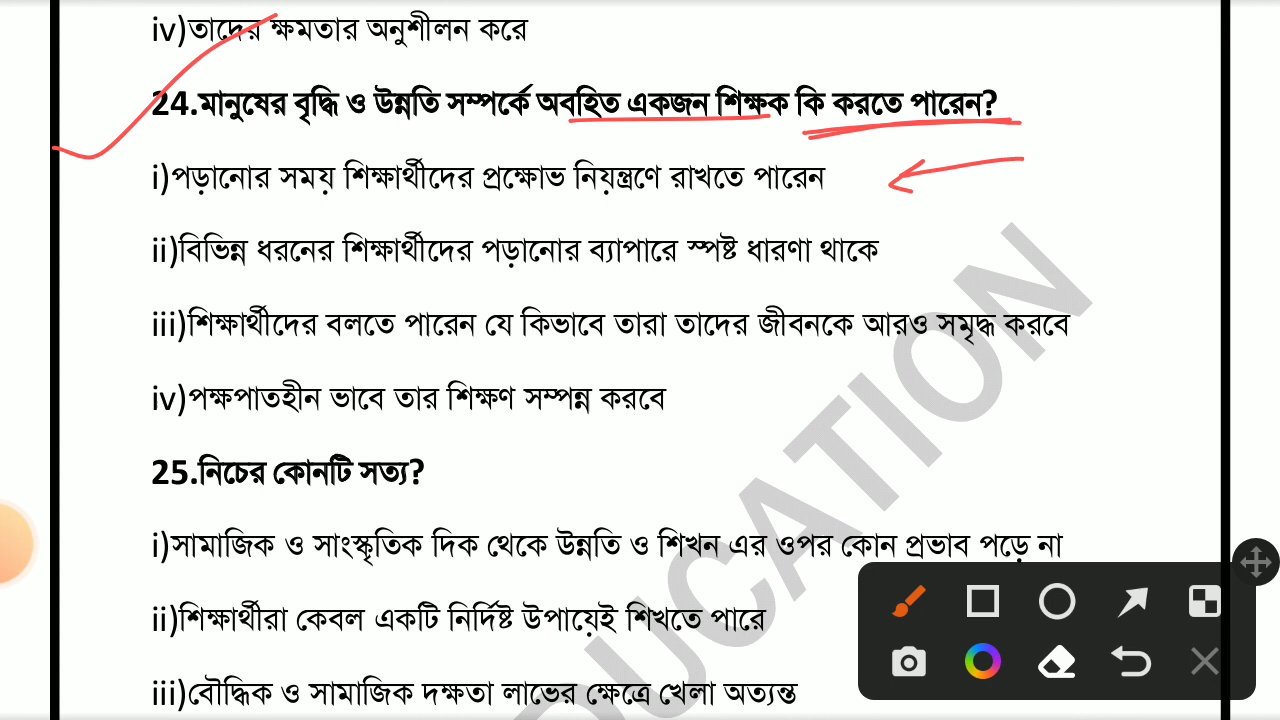 iv)তাদের ক্ষমতার অনুশীলন করে
24.মানুষের বৃদ্ধি ও উন্নতি সম্পর্কে অবহিত একজন শিক্ষক কি করতে পারেন?
i)পড়ানোর সময় শিক্ষার্থীদের প্রক্ষোভ নিয়ন্ত্রণে রাখতে পারেন
ii)বিভিন্ন ধরনের শিক্ষার্থীদের পড়ানোর ব্যাপারে স্পষ্ট ধারণা থাকে
iii)শিক্ষার্থীদের বলতে পারেন যে কিভাবে তারা তাদের জীবনকে আরও সমৃদ্ধ করবে
iv)পক্ষপাতহীন ভাবে তার শিক্ষণ সম্পন্ন করবে
25.নিচের কোনটি সত্য?
i)সামাজিক ও সাংস্কৃতিক দিক থেকে উন্নতি ও শিখন এর ওপর কোন প্রভাব পড়ে না
ii)শিক্ষার্থীরা কেবল একটি নির্দিষ্ট উপায়েই শিখতে পারে
iii)বৌদ্ধিক ও সামাজিক দক্ষতা লাভের ক্ষেত্রে খেলা অত্যন্ত
DUCATION